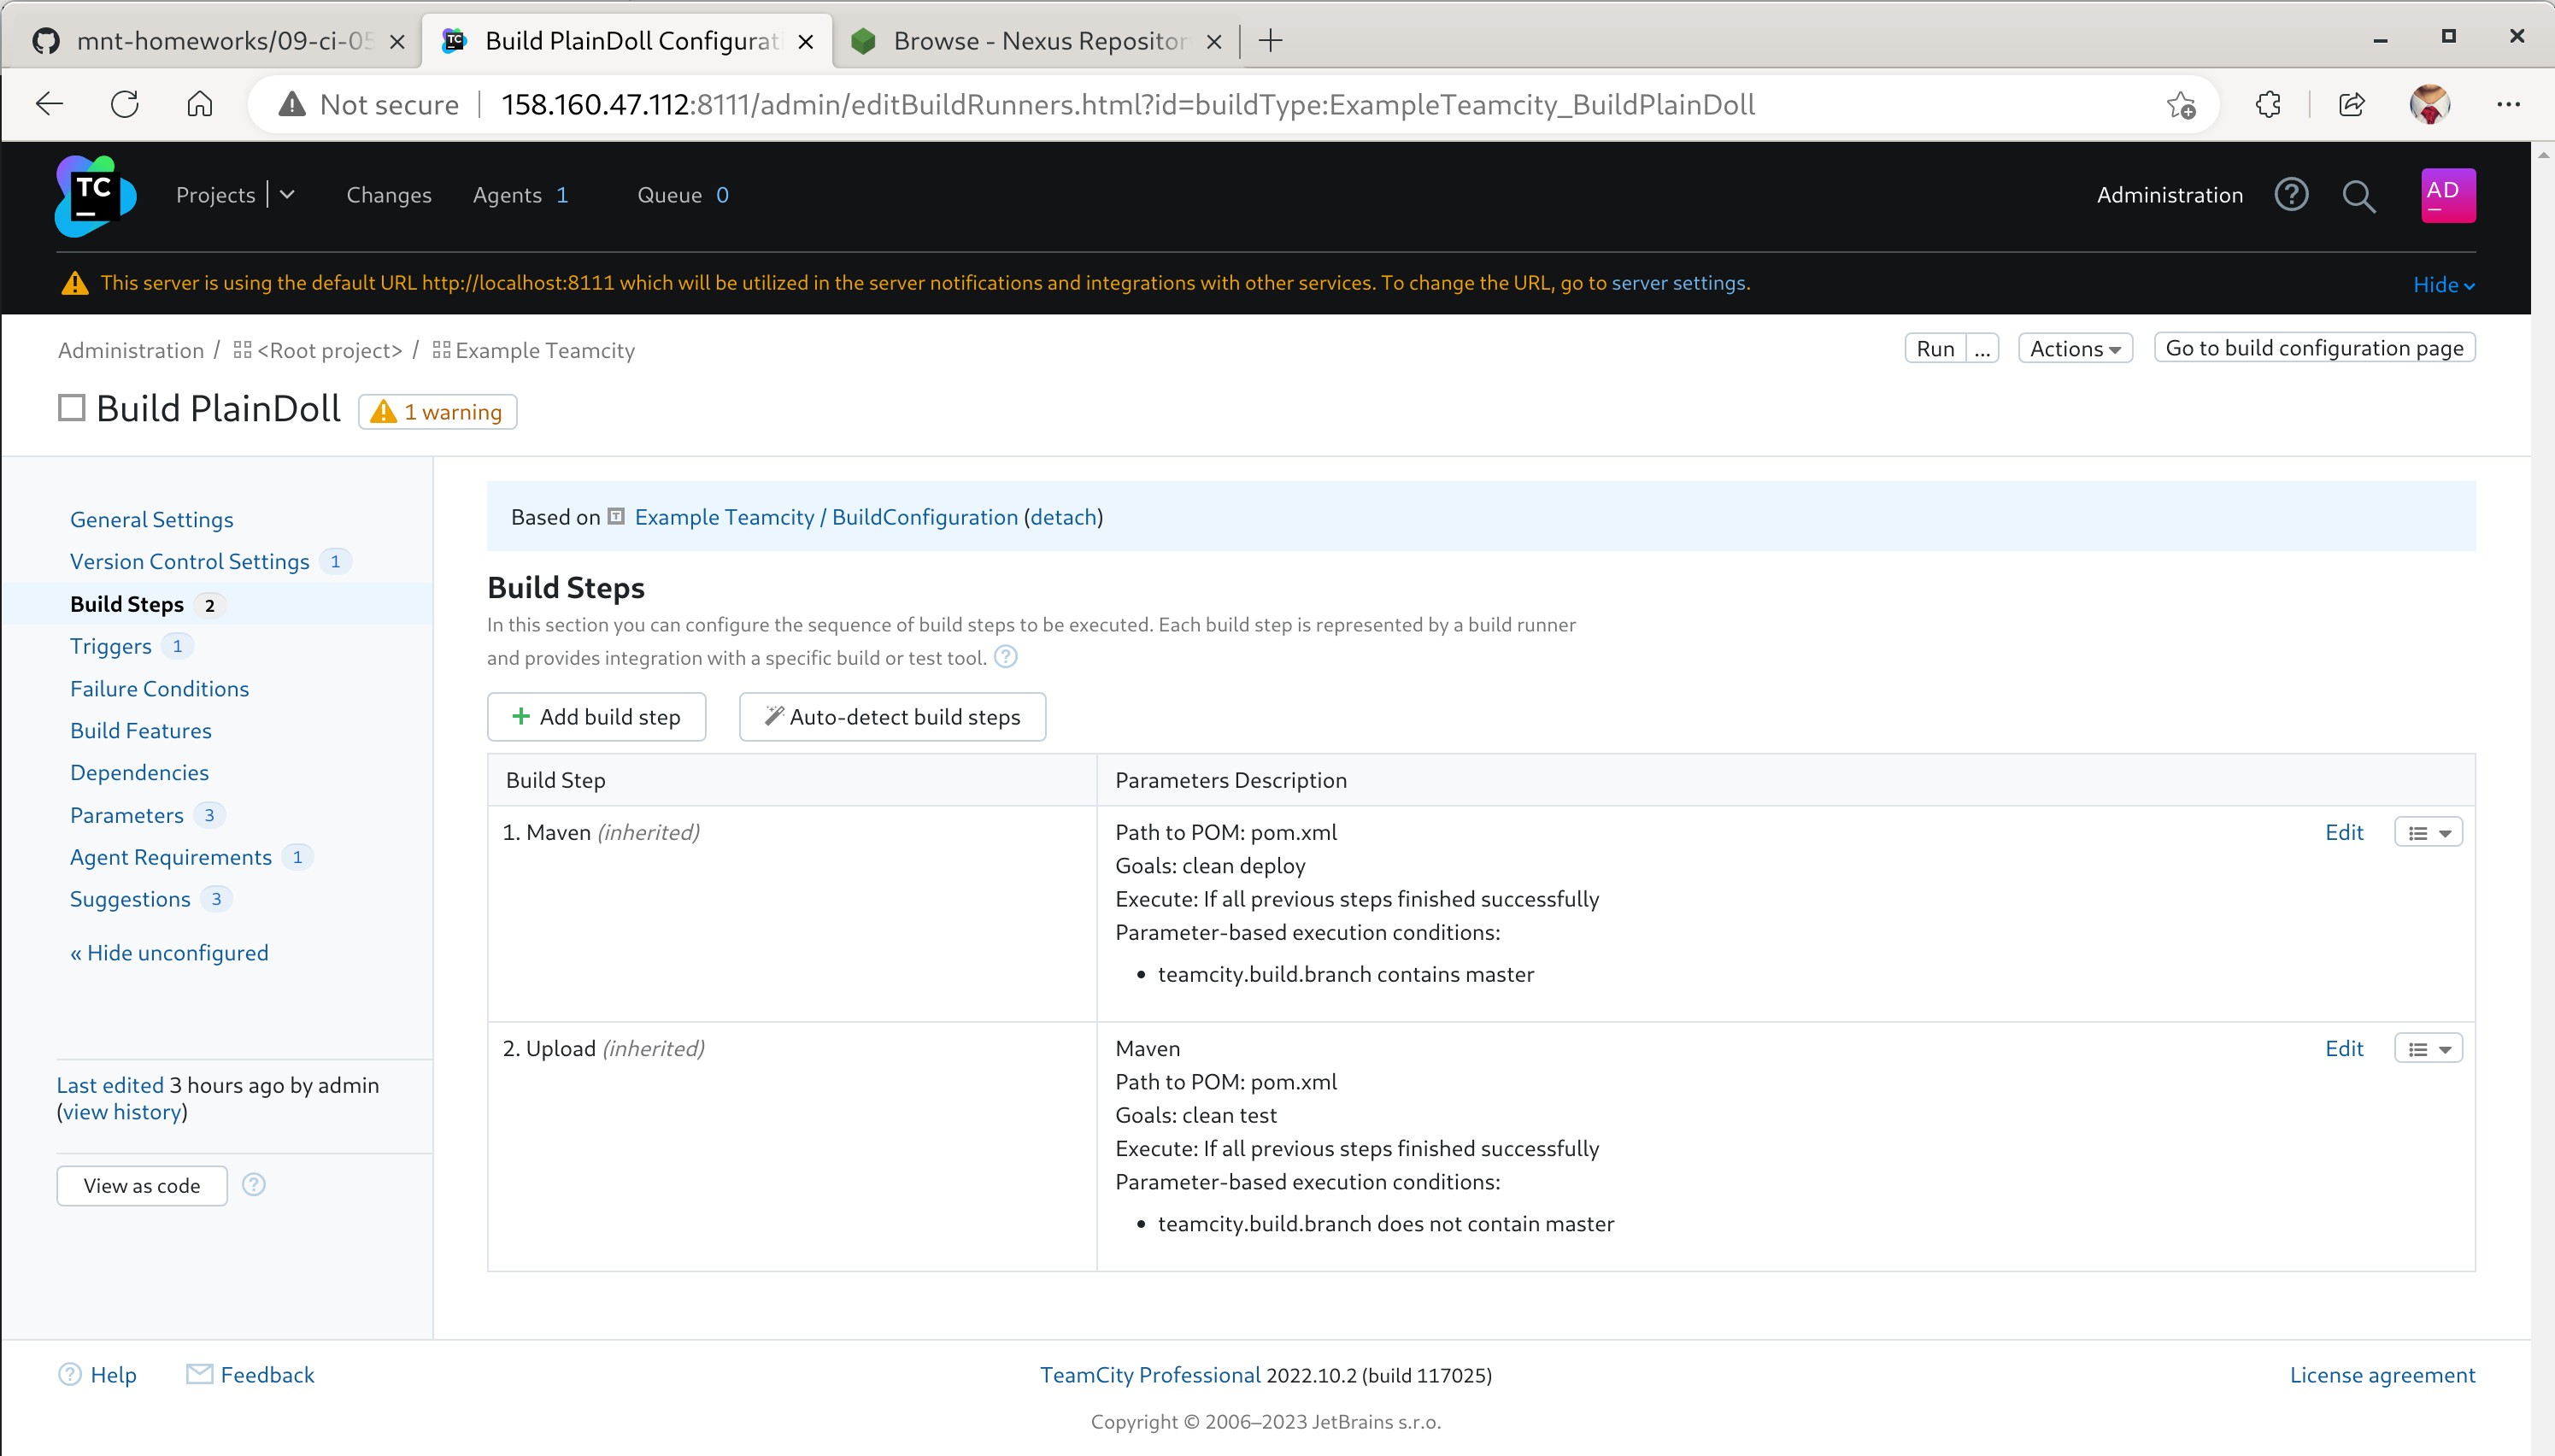 mnt-homeworks/09-ci-05
Build PlainDoll Configurat
Browse - Nexus Repositor
Not secure
158.160.47.112:8111/admin/editBuildRunners.html?id=buildType:ExampleTeamcity_BuildPlainDoll
TC
Projects
Changes
Agents 1
Queue 0
Administration
AD
This server is using the default URL http://localhost:8111 which will be utilized in the server notifications and integrations with other services. To change the URL, go to server settings.
Hide
Administration / <Root project> / Example Teamcity
Run ...
Actions
Go to build configuration page
Build PlainDoll
1 warning
General Settings
Version Control Settings 1
Build Steps 2
Triggers 1
Failure Conditions
Build Features
Dependencies
Parameters 3
Agent Requirements 1
Suggestions 3
« Hide unconfigured
Last edited 3 hours ago by admin
(view history)
View as code
Based on Example Teamcity / BuildConfiguration (detach)
Build Steps
In this section you can configure the sequence of build steps to be executed. Each build step is represented by a build runner
and provides integration with a specific build or test tool.
Add build step
Auto-detect build steps
Build Step
Parameters Description
1. Maven (inherited)
Path to POM: pom.xml
Goals: clean deploy
Execute: If all previous steps finished successfully
Parameter-based execution conditions:
• teamcity.build.branch contains master
Edit
2. Upload (inherited)
Maven
Path to POM: pom.xml
Goals: clean test
Execute: If all previous steps finished successfully
Parameter-based execution conditions:
• teamcity.build.branch does not contain master
Edit
Help
Feedback
TeamCity Professional 2022.10.2 (build 117025)
License agreement
Copyright © 2006–2023 JetBrains s.r.o.